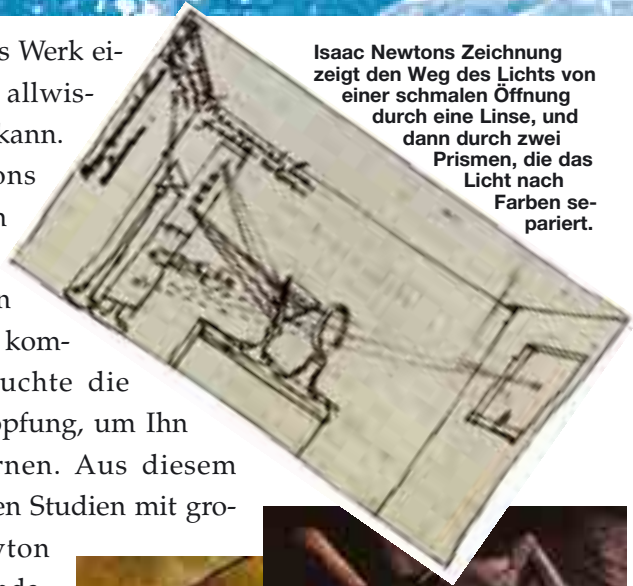 s Werk ei-
allwis-
kann.
ons
kom-
uchte die
pfung, um Ihn
rnen. Aus diesem
en Studien mit gro-
wton
Isaac Newtons Zeichnung
zeigt den Weg des Lichts von
einer schmalen Öffnung
durch eine Linse, und
dann durch zwei
Prismen, die das
Licht nach
Farben se-
pariert.